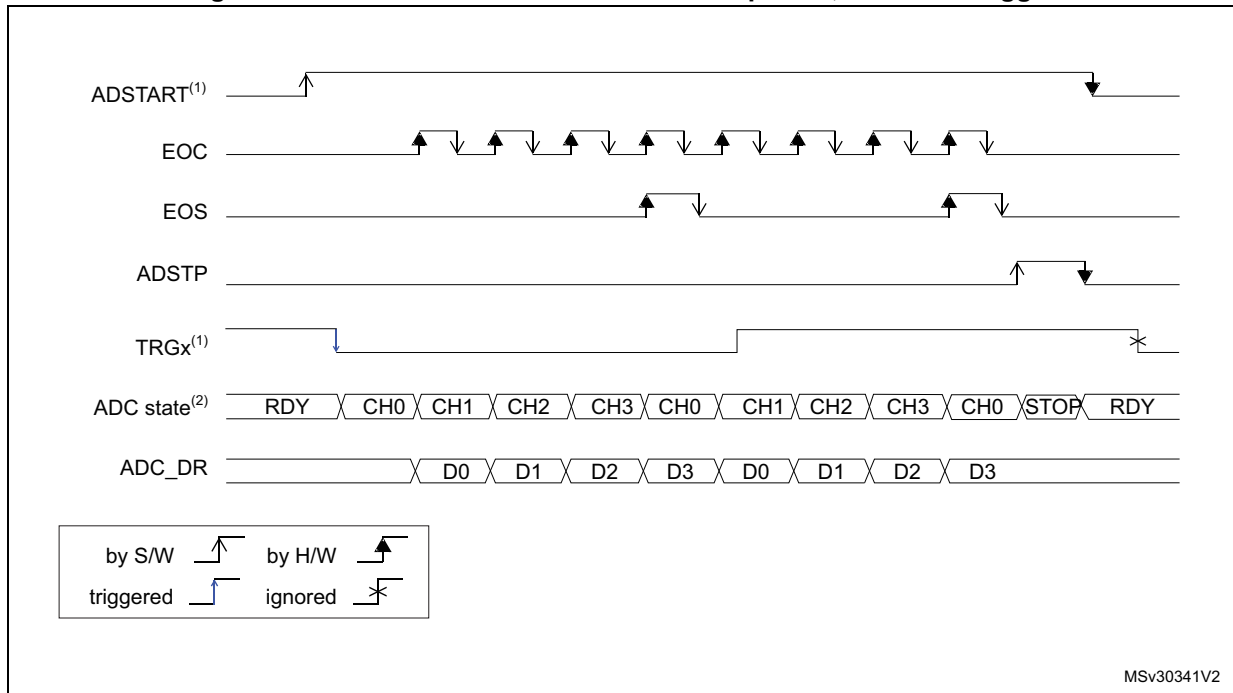 ADSTART(1)
EOC
EOS
ADSTP
TRGx(1)
ADC state(2) RDY CH0 CH1 CH2 CH3 CH0 CH1 CH2 CH3 CH0 STOP RDY
ADC_DR D0 D1 D2 D3 D0 D1 D2 D3
by S/W by H/W
triggered ignored
MSv30341V2